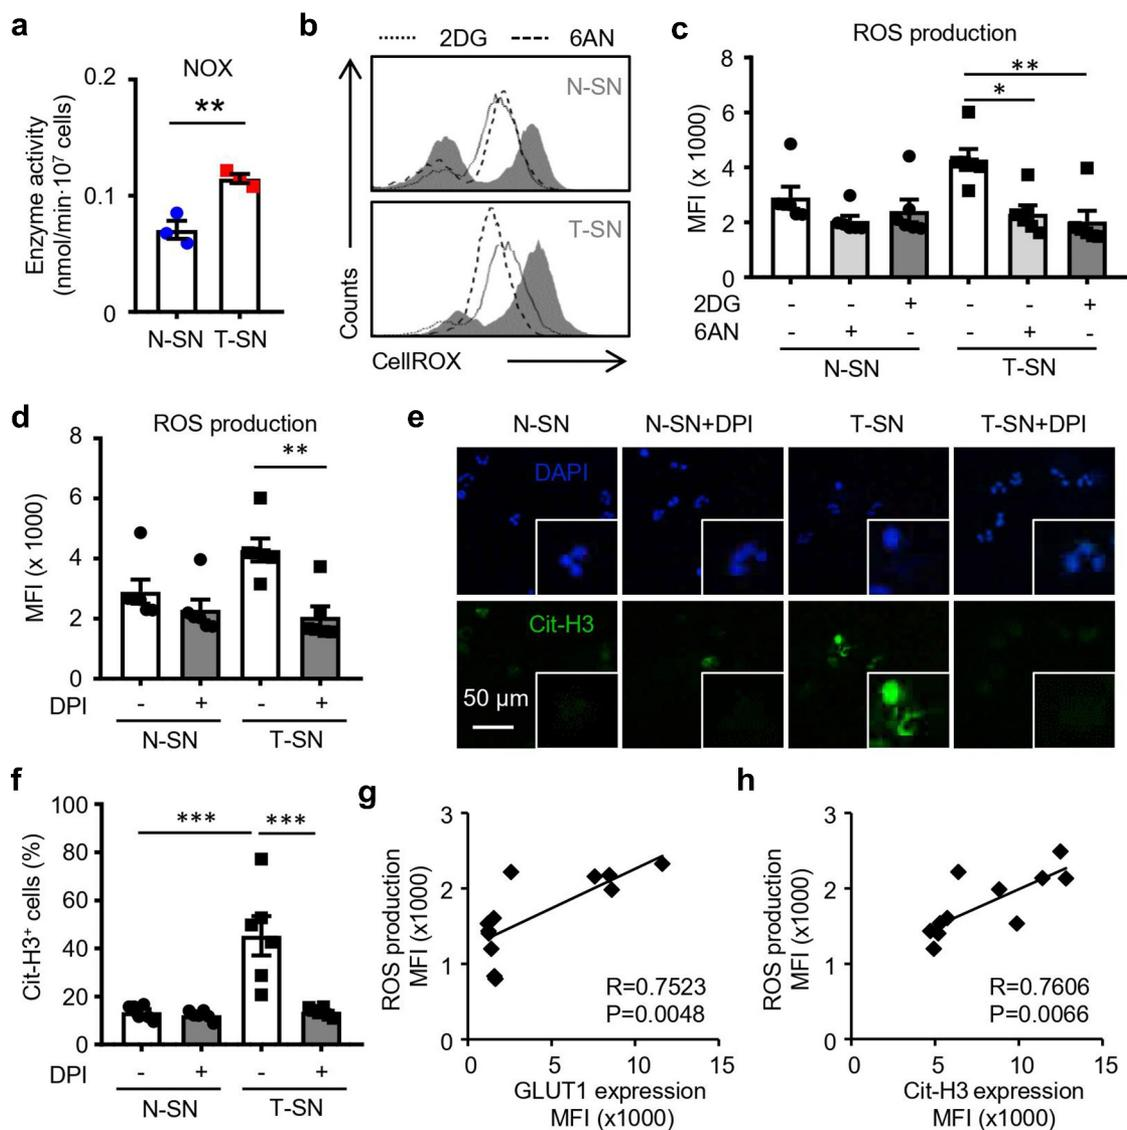 a
NOX
**
0.2
0.1
0
Enzyme activity
(nmol/min·10⁷ cells)
N-SN T-SN
b
2DG 6AN
N-SN
T-SN
Counts
CellROX
c
ROS production
**
*
8
6
4
2
0
MFI (x 1000)
2DG - - + - - +
6AN - + - - + -
N-SN T-SN
d
ROS production
**
8
6
4
2
0
MFI (x 1000)
DPI - + - +
N-SN T-SN
e
N-SN N-SN+DPI T-SN T-SN+DPI
DAPI
Cit-H3
50 µm
f
*** ***
100
80
60
40
20
0
Cit-H3⁺ cells (%)
DPI - + - +
N-SN T-SN
g
3
2
1
0
ROS production
MFI (x1000)
R=0.7523
P=0.0048
0 5 10 15
GLUT1 expression
MFI (x1000)
h
3
2
1
0
ROS production
MFI (x1000)
R=0.7606
P=0.0066
0 5 10 15
Cit-H3 expression
MFI (x1000)